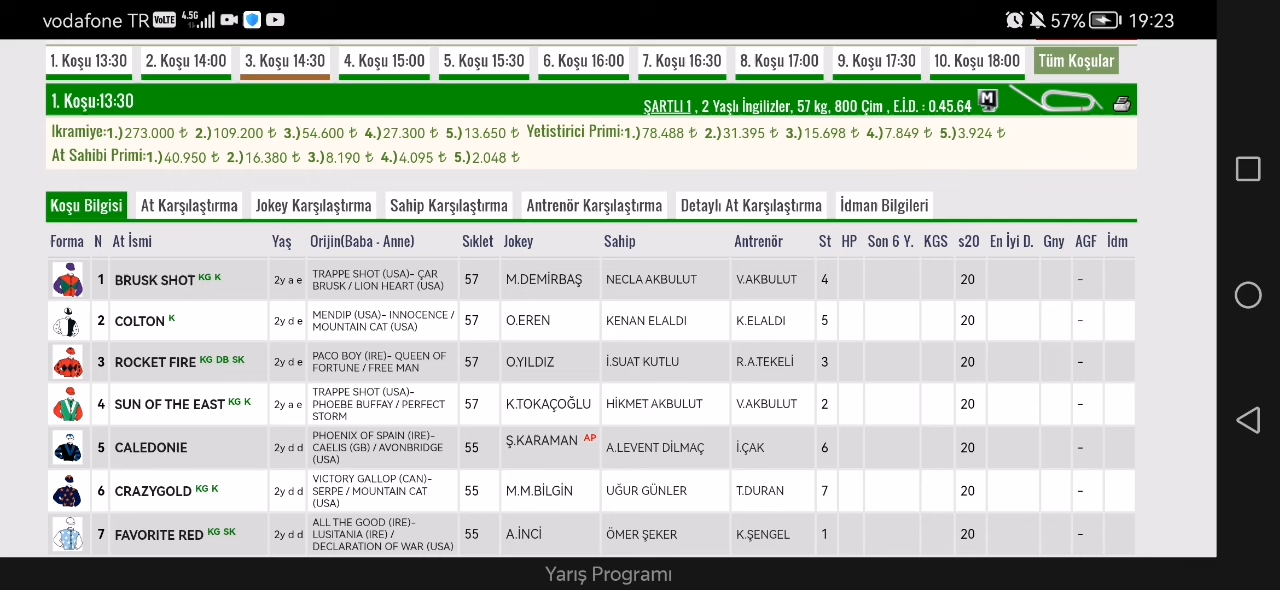 vodafone TR VoLTE 4.5G 57% 19:23
1. Koşu 13:30 2. Koşu 14:00 3. Koşu 14:30 4. Koşu 15:00 5. Koşu 15:30 6. Koşu 16:00 7. Koşu 16:30 8. Koşu 17:00 9. Koşu 17:30 10. Koşu 18:00 Tüm Koşular
1. Koşu:13:30 ŞARTLI 1 , 2 Yaşlı İngilizler, 57 kg, 800 Çim , E.İ.D. : 0.45.64 M
Ikramiye:1.)273.000 ₺ 2.)109.200 ₺ 3.)54.600 ₺ 4.)27.300 ₺ 5.)13.650 ₺ Yetistirici Primi:1.)78.488 ₺ 2.)31.395 ₺ 3.)15.698 ₺ 4.)7.849 ₺ 5.)3.924 ₺
At Sahibi Primi:1.)40.950 ₺ 2.)16.380 ₺ 3.)8.190 ₺ 4.)4.095 ₺ 5.)2.048 ₺
Koşu Bilgisi At Karşılaştırma Jokey Karşılaştırma Sahip Karşılaştırma Antrenör Karşılaştırma Detaylı At Karşılaştırma İdman Bilgileri
Forma N At İsmi Yaş Orijin(Baba - Anne) Sıklet Jokey Sahip Antrenör St HP Son 6 Y. KGS s20 En İyi D. Gny AGF İdm
1 BRUSK SHOT KG K 2y a e TRAPPE SHOT (USA)- ÇAR BRUSK / LION HEART (USA) 57 M.DEMİRBAŞ NECLA AKBULUT V.AKBULUT 4 20 -
2 COLTON K 2y d e MENDIP (USA)- INNOCENCE / MOUNTAIN CAT (USA) 57 O.EREN KENAN ELALDI K.ELALDI 5 20 -
3 ROCKET FIRE KG DB SK 2y d e PACO BOY (IRE)- QUEEN OF FORTUNE / FREE MAN 57 O.YILDIZ İ.SUAT KUTLU R.A.TEKELİ 3 20 -
4 SUN OF THE EAST KG K 2y a e TRAPPE SHOT (USA)- PHOEBE BUFFAY / PERFECT STORM 57 K.TOKAÇOĞLU HİKMET AKBULUT V.AKBULUT 2 20 -
5 CALEDONIE 2y d d PHOENIX OF SPAIN (IRE)- CAELIS (GB) / AVONBRIDGE (USA) 55 Ş.KARAMAN AP A.LEVENT DİLMAÇ İ.ÇAK 6 20 -
6 CRAZYGOLD KG K 2y d d VICTORY GALLOP (CAN)- SERPE / MOUNTAIN CAT (USA) 55 M.M.BİLGİN UĞUR GÜNLER T.DURAN 7 20 -
7 FAVORITE RED KG SK 2y d d ALL THE GOOD (IRE)- LUSITANIA (IRE) / DECLARATION OF WAR (USA) 55 A.İNCİ ÖMER ŞEKER K.ŞENGEL 1 20 -
Yarış Programı